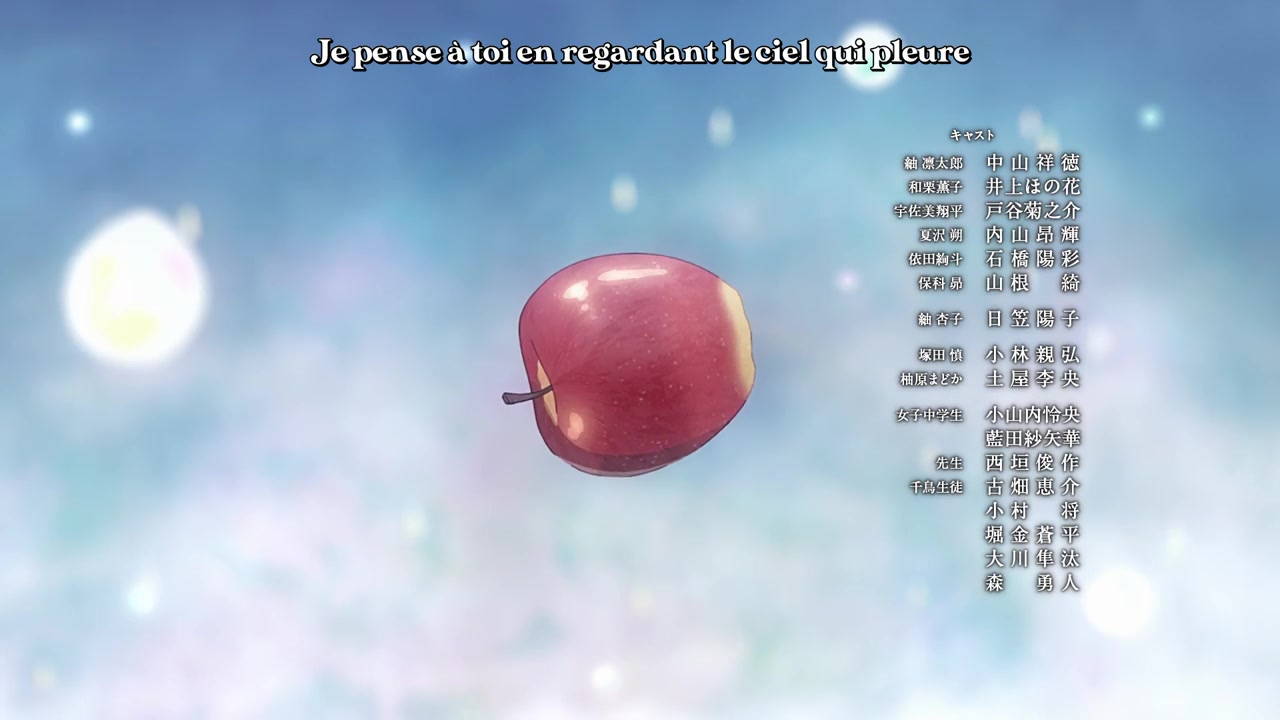 Je pense à toi en regardant le ciel qui pleure
キャスト
紬 凛太郎 中山祥徳
和栗薫子 井上ほの花
宇佐美翔平 戸谷菊之介
夏沢 朔 内山昂輝
依田絢斗 石橋陽彩
保科 昴 山根 綺
紬 杏子 日笠陽子
塚田 慎 小林親弘
柚原まどか 土屋李央
女子中学生 小山内怜央
藍田紗矢華
先生 西垣俊作
千鳥生徒 古畑恵介
小村 将
堀金蒼平
大川隼汰
森 勇人